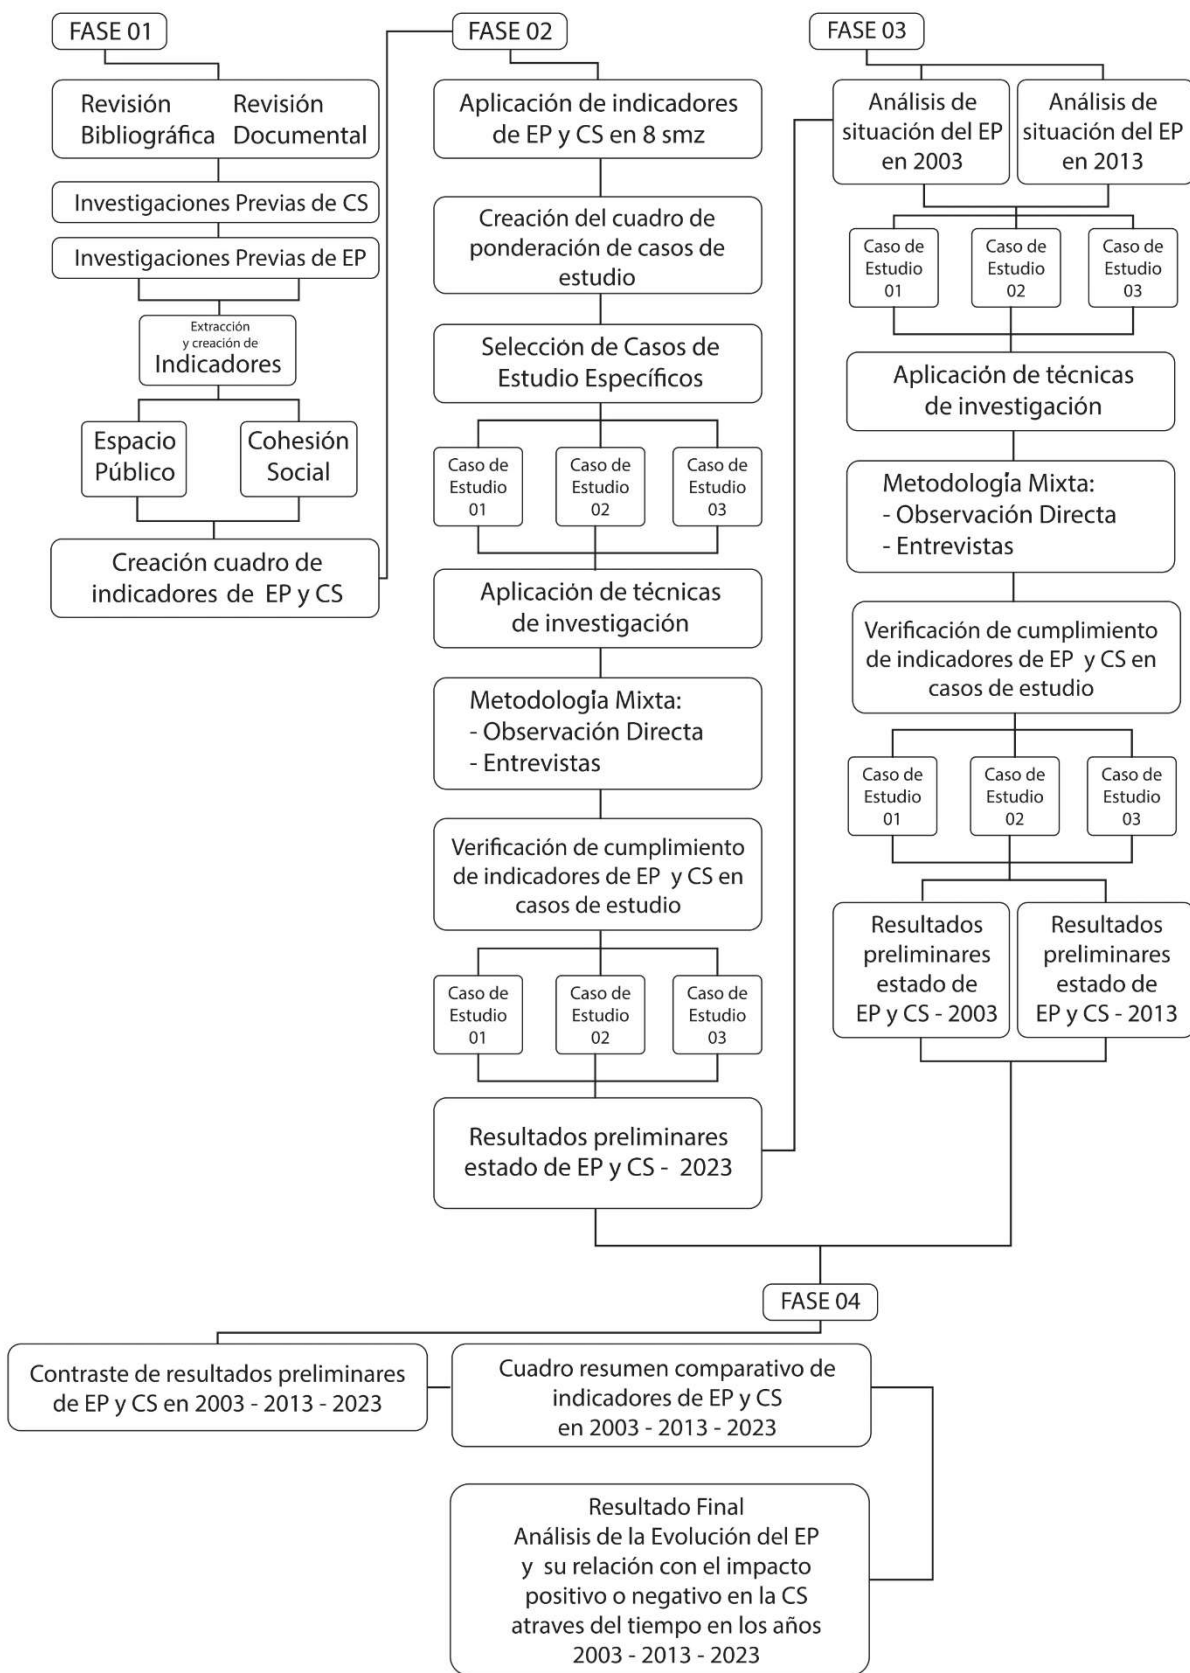 FASE 01
Revisión Revisión
Bibliográfica Documental
Investigaciones Previas de CS
Investigaciones Previas de EP
Extracción
y creación de
Indicadores
Espacio
Público
Cohesión
Social
Creación cuadro de
indicadores de EP y CS
FASE 02
Aplicación de indicadores
de EP y CS en 8 smz
Creación del cuadro de
ponderación de casos de
estudio
Selección de Casos de
Estudio Específicos
Caso de
Estudio
01
Caso de
Estudio
02
Caso de
Estudio
03
Aplicación de técnicas
de investigación
Metodología Mixta:
- Observación Directa
- Entrevistas
Verificación de cumplimiento
de indicadores de EP y CS en
casos de estudio
Caso de
Estudio
01
Caso de
Estudio
02
Caso de
Estudio
03
Resultados preliminares
estado de EP y CS - 2023
FASE 03
Análisis de
situación del EP
en 2003
Análisis de
situación del EP
en 2013
Caso de
Estudio
01
Caso de
Estudio
02
Caso de
Estudio
03
Aplicación de técnicas
de investigación
Metodología Mixta:
- Observación Directa
- Entrevistas
Verificación de cumplimiento
de indicadores de EP y CS en
casos de estudio
Caso de
Estudio
01
Caso de
Estudio
02
Caso de
Estudio
03
Resultados
preliminares
estado de
EP y CS - 2003
Resultados
preliminares
estado de
EP y CS - 2013
FASE 04
Contraste de resultados preliminares
de EP y CS en 2003 - 2013 - 2023
Cuadro resumen comparativo de
indicadores de EP y CS
en 2003 - 2013 - 2023
Resultado Final
Análisis de la Evolución del EP
y su relación con el impacto
positivo o negativo en la CS
atraves del tiempo en los años
2003 - 2013 - 2023